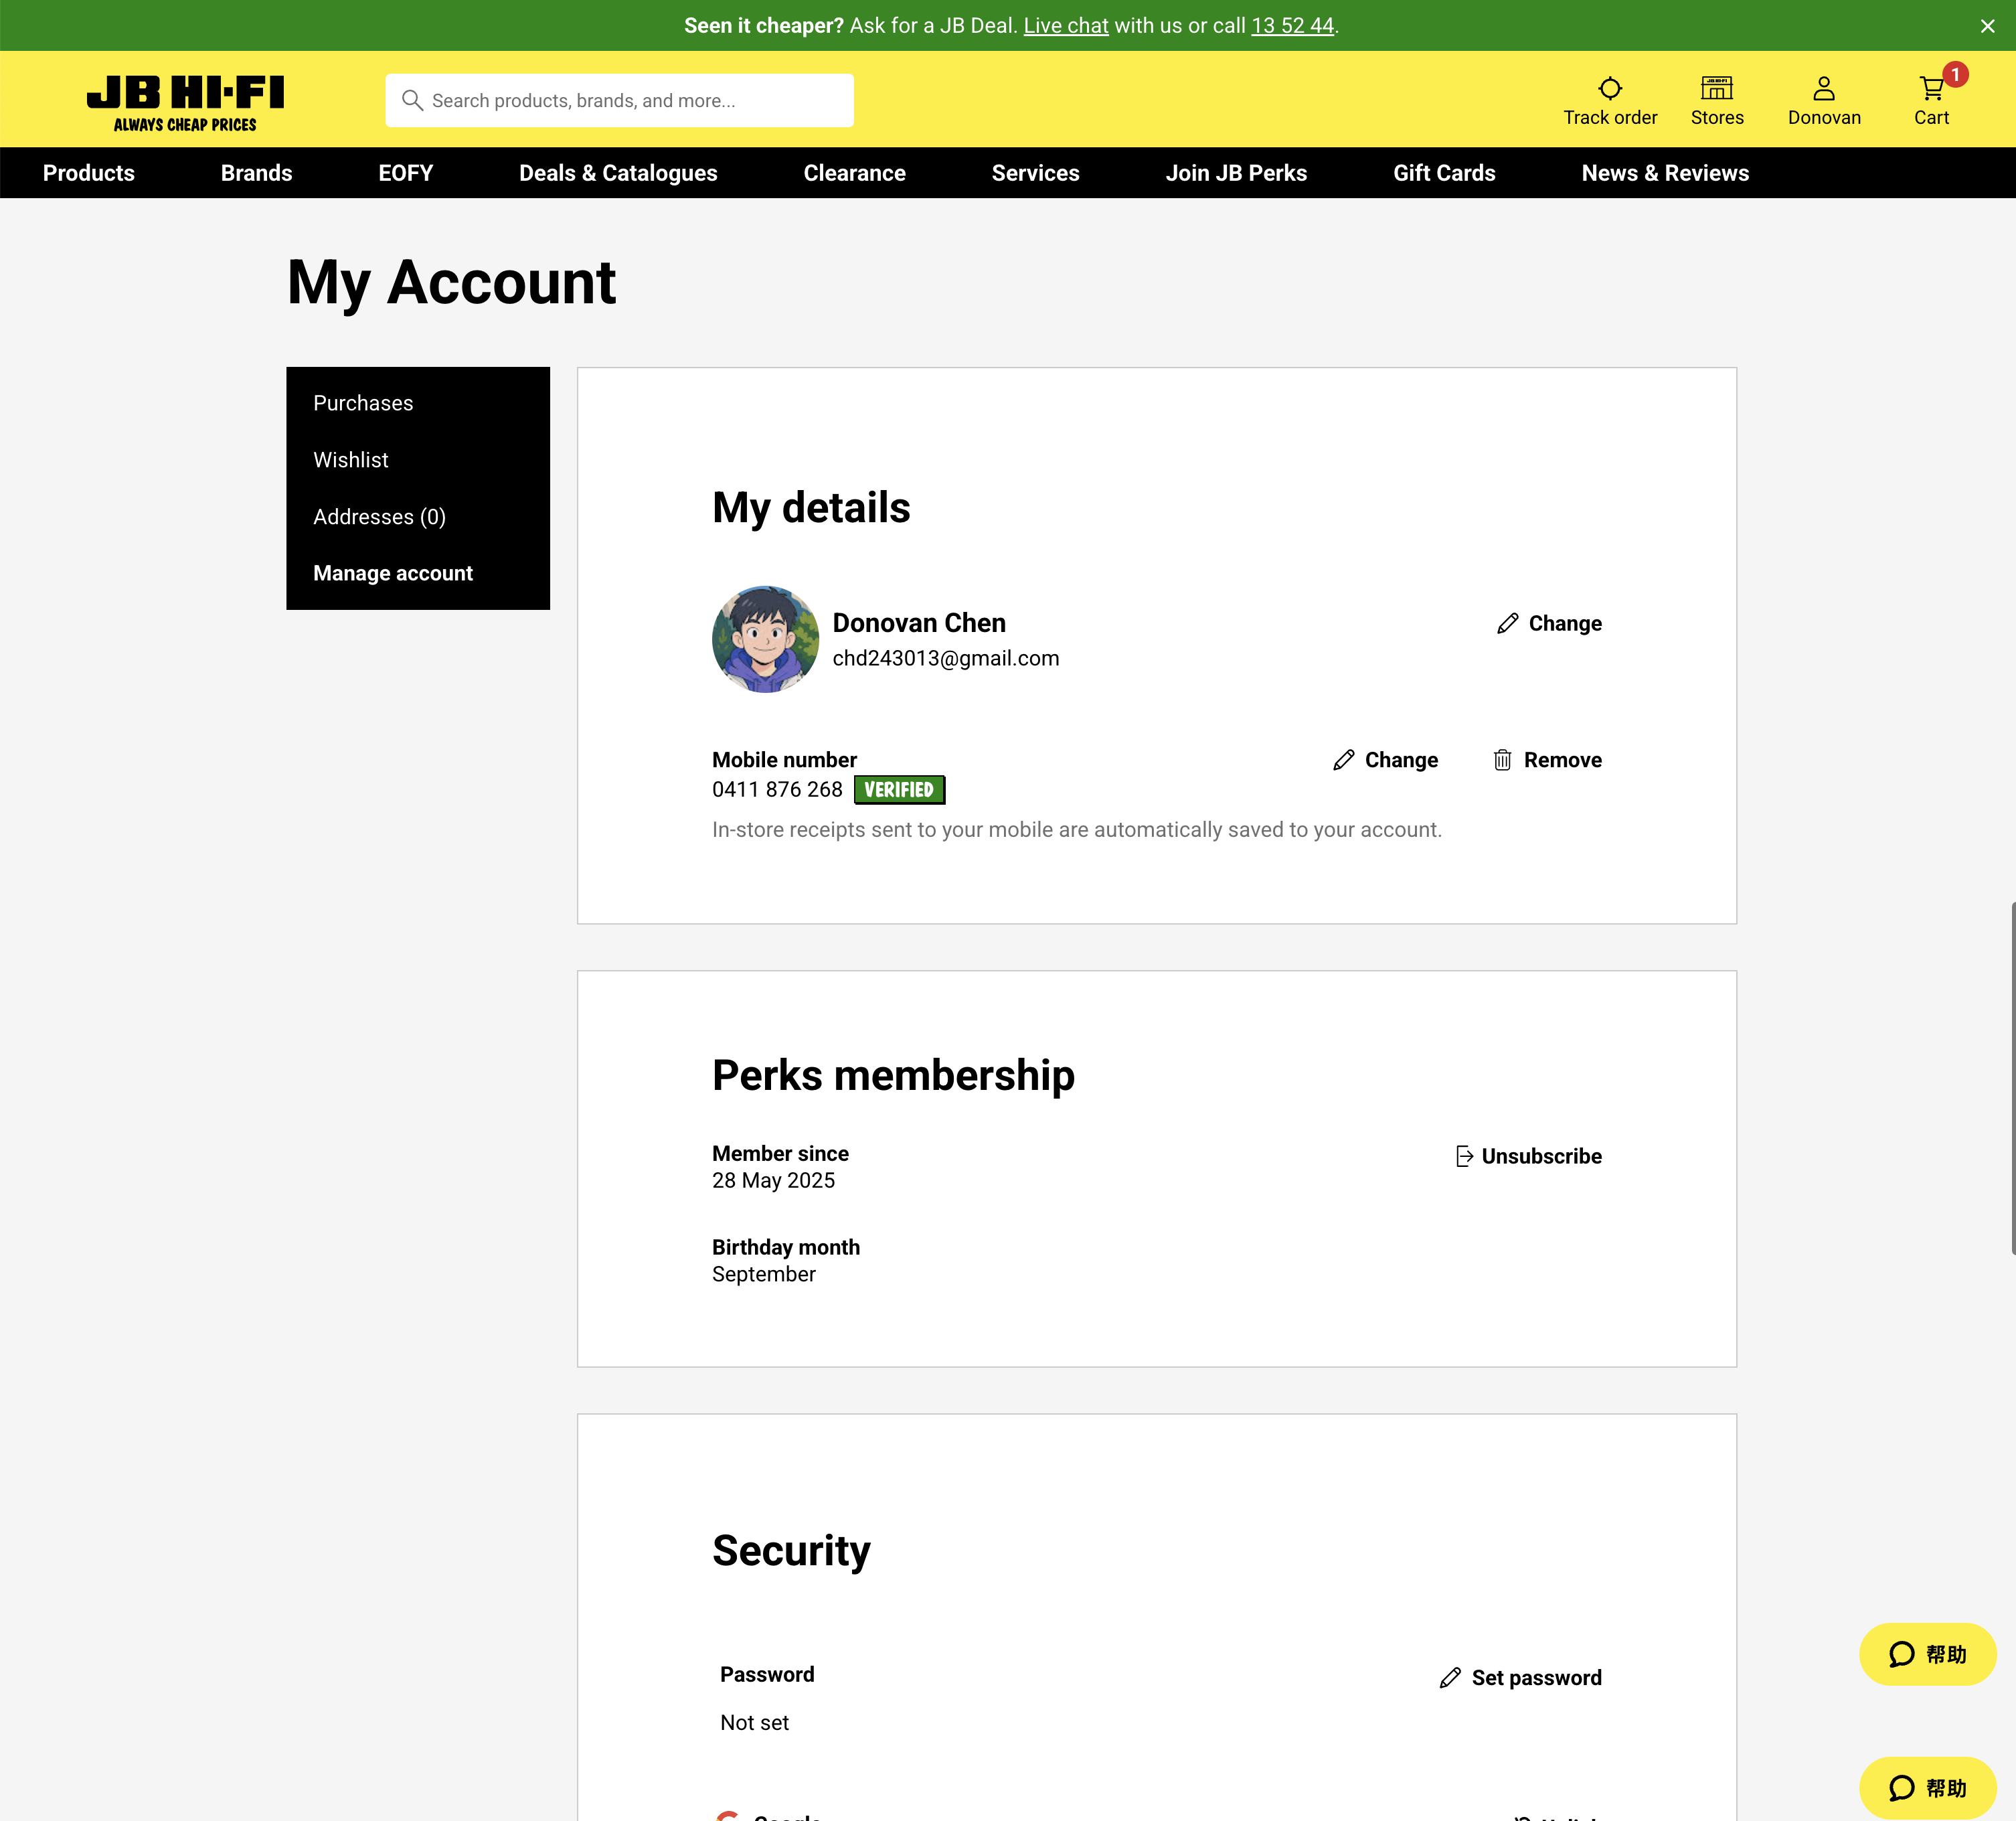 Seen it cheaper? Ask for a JB Deal. Live chat with us or call 13 52 44.
JB HI-FI
ALWAYS CHEAP PRICES
Search products, brands, and more...
Track order
JB HI-FI
Stores
Donovan
1
Cart
Products Brands EOFY Deals & Catalogues Clearance Services Join JB Perks Gift Cards News & Reviews
My Account
Purchases
Wishlist
Addresses (0)
Manage account
My details
Donovan Chen
Change
chd243013@gmail.com
Mobile number
Change
Remove
0411 876 268 VERIFIED
In-store receipts sent to your mobile are automatically saved to your account.
Perks membership
Member since
Unsubscribe
28 May 2025
Birthday month
September
Security
Password
Set password
Not set
帮助
帮助